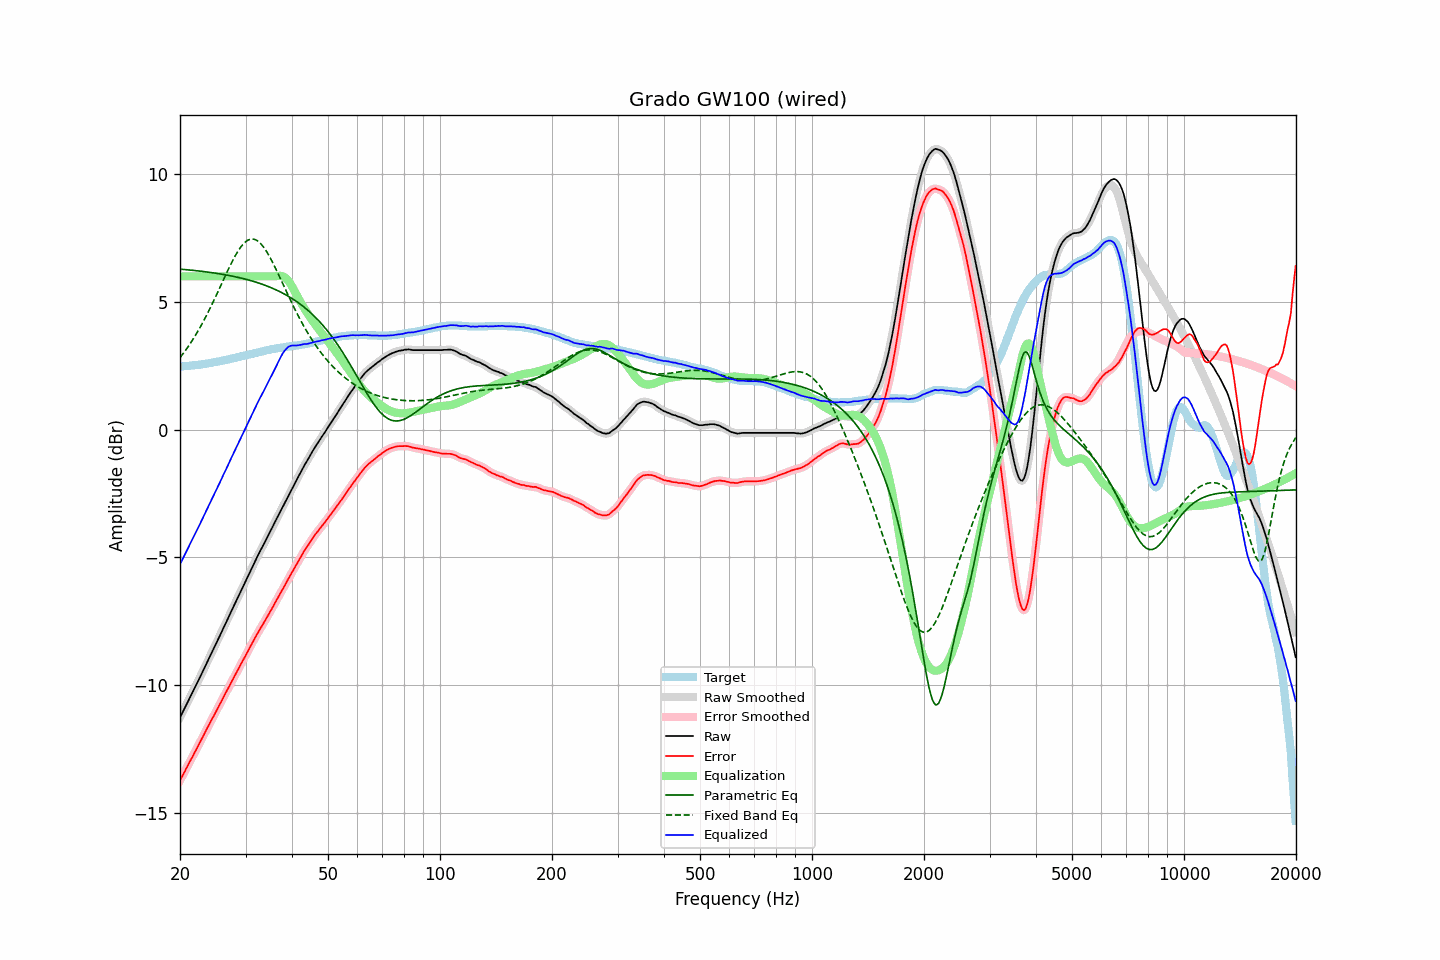 Grado GW100 (wired)
Amplitude (dBr)
10
5
0
−5
−10
−15
Target
Raw Smoothed
Error Smoothed
Raw
Error
Equalization
Parametric Eq
Fixed Band Eq
Equalized
20 50 100 200 500 1000 2000 5000 10000 20000
Frequency (Hz)